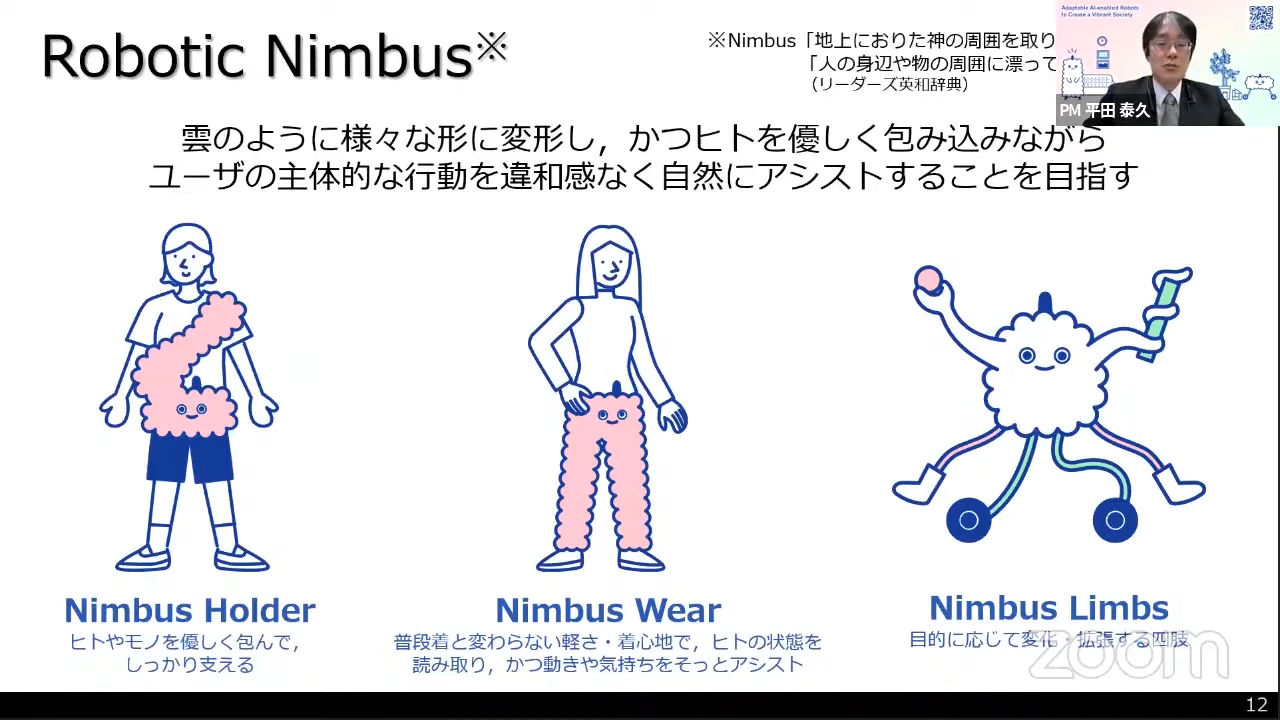 Robotic Nimbus※
※Nimbus「地上におりた神の周囲を取り
「人の身辺や物の周囲に漂って
（リーダーズ英和辞典）
Adaptable AI-enabled Robots
to Create a Vibrant Society
PM 平田 泰久
雲のように様々な形に変形し，かつヒトを優しく包み込みながら
ユーザの主体的な行動を違和感なく自然にアシストすることを目指す
Nimbus Holder
ヒトやモノを優しく包んで，
しっかり支える
Nimbus Wear
普段着と変わらない軽さ・着心地で，ヒトの状態を
読み取り，かつ動きや気持ちをそっとアシスト
Nimbus Limbs
目的に応じて変化・拡張する四肢
zoom
12